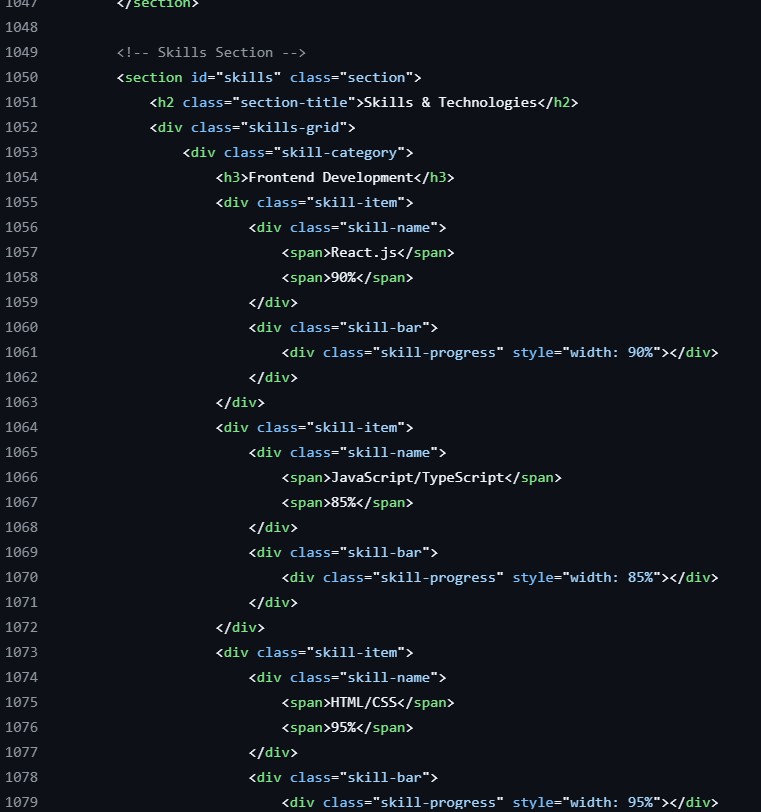 1047         </section>
1048
1049         <!-- Skills Section -->
1050         <section id="skills" class="section">
1051             <h2 class="section-title">Skills & Technologies</h2>
1052             <div class="skills-grid">
1053                 <div class="skill-category">
1054                     <h3>Frontend Development</h3>
1055                     <div class="skill-item">
1056                         <div class="skill-name">
1057                             <span>React.js</span>
1058                             <span>90%</span>
1059                         </div>
1060                         <div class="skill-bar">
1061                             <div class="skill-progress" style="width: 90%"></div>
1062                         </div>
1063                     </div>
1064                     <div class="skill-item">
1065                         <div class="skill-name">
1066                             <span>JavaScript/TypeScript</span>
1067                             <span>85%</span>
1068                         </div>
1069                         <div class="skill-bar">
1070                             <div class="skill-progress" style="width: 85%"></div>
1071                         </div>
1072                     </div>
1073                     <div class="skill-item">
1074                         <div class="skill-name">
1075                             <span>HTML/CSS</span>
1076                             <span>95%</span>
1077                         </div>
1078                         <div class="skill-bar">
1079                             <div class="skill-progress" style="width: 95%"></div>